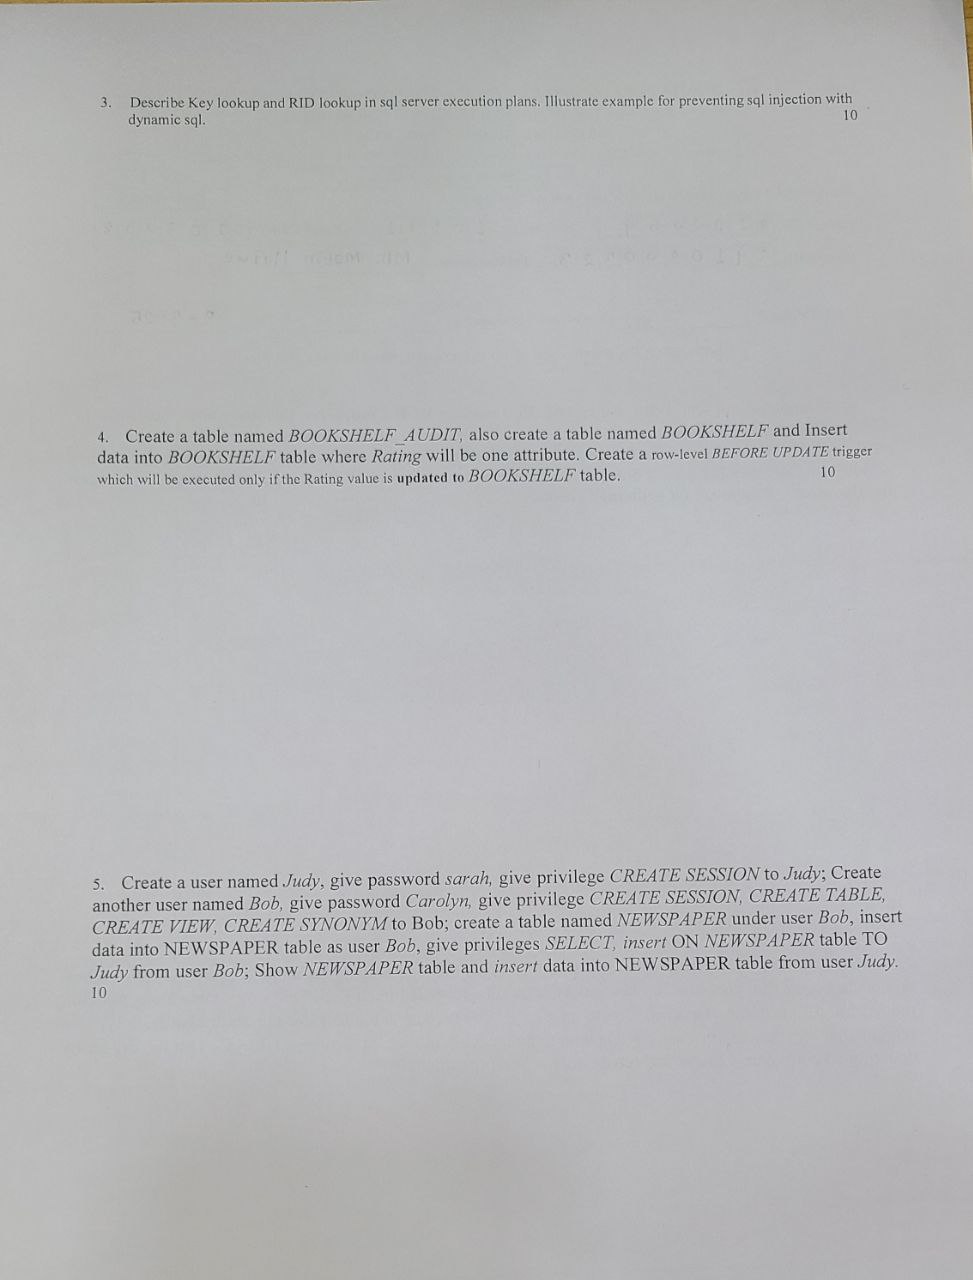 3. Describe Key lookup and RID lookup in sql server execution plans. Illustrate example for preventing sql injection with
dynamic sql. 10
4. Create a table named BOOKSHELF_AUDIT, also create a table named BOOKSHELF and Insert
data into BOOKSHELF table where Rating will be one attribute. Create a row-level BEFORE UPDATE trigger
which will be executed only if the Rating value is updated to BOOKSHELF table. 10
5. Create a user named Judy, give password sarah, give privilege CREATE SESSION to Judy; Create
another user named Bob, give password Carolyn, give privilege CREATE SESSION, CREATE TABLE,
CREATE VIEW, CREATE SYNONYM to Bob; create a table named NEWSPAPER under user Bob, insert
data into NEWSPAPER table as user Bob, give privileges SELECT, insert ON NEWSPAPER table TO
Judy from user Bob; Show NEWSPAPER table and insert data into NEWSPAPER table from user Judy.
10